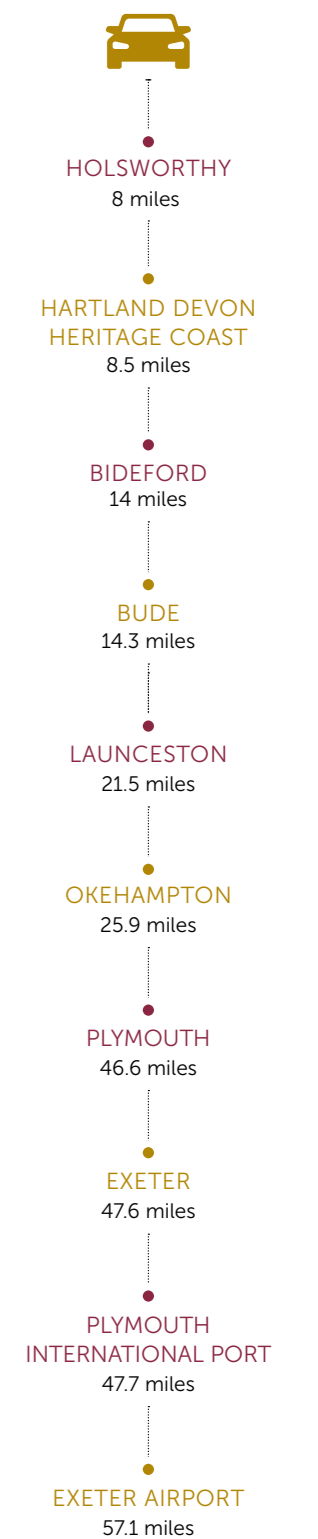 HOLSWORTHY
8 miles
HARTLAND DEVON
HERITAGE COAST
8.5 miles
BIDEFORD
14 miles
BUDE
14.3 miles
LAUNCESTON
21.5 miles
OKEHAMPTON
25.9 miles
PLYMOUTH
46.6 miles
EXETER
47.6 miles
PLYMOUTH
INTERNATIONAL PORT
47.7 miles
EXETER AIRPORT
57.1 miles